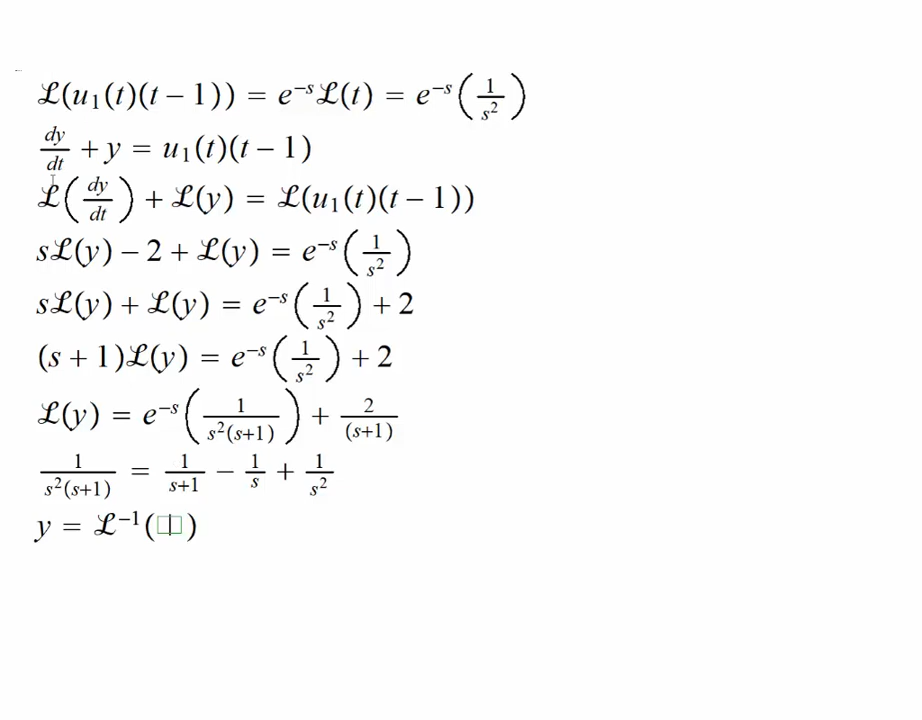 ℒ(u₁(t)(t − 1)) = e⁻ˢℒ(t) = e⁻ˢ(1/s²)
dy/dt + y = u₁(t)(t − 1)
ℒ(dy/dt) + ℒ(y) = ℒ(u₁(t)(t − 1))
sℒ(y) − 2 + ℒ(y) = e⁻ˢ(1/s²)
sℒ(y) + ℒ(y) = e⁻ˢ(1/s²) + 2
(s + 1)ℒ(y) = e⁻ˢ(1/s²) + 2
ℒ(y) = e⁻ˢ(1/(s²(s+1))) + 2/(s+1)
1/(s²(s+1)) = 1/(s+1) − 1/s + 1/s²
y = ℒ⁻¹()